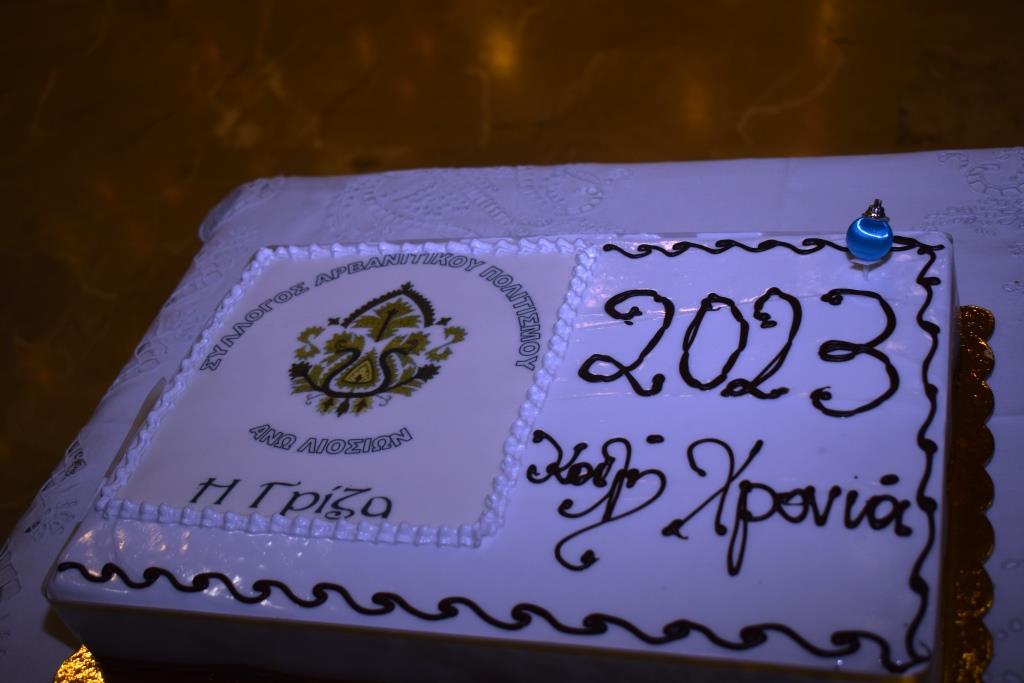 ΣΥΛΛΟΓΟΣ ΑΡΒΑΝΙΤΙΚΟΥ ΠΟΛΙΤΙΣΜΟΥ
ΑΝΩ ΛΙΟΣΙΩΝ
Η Γρίζα
2023
Καλή Χρονιά